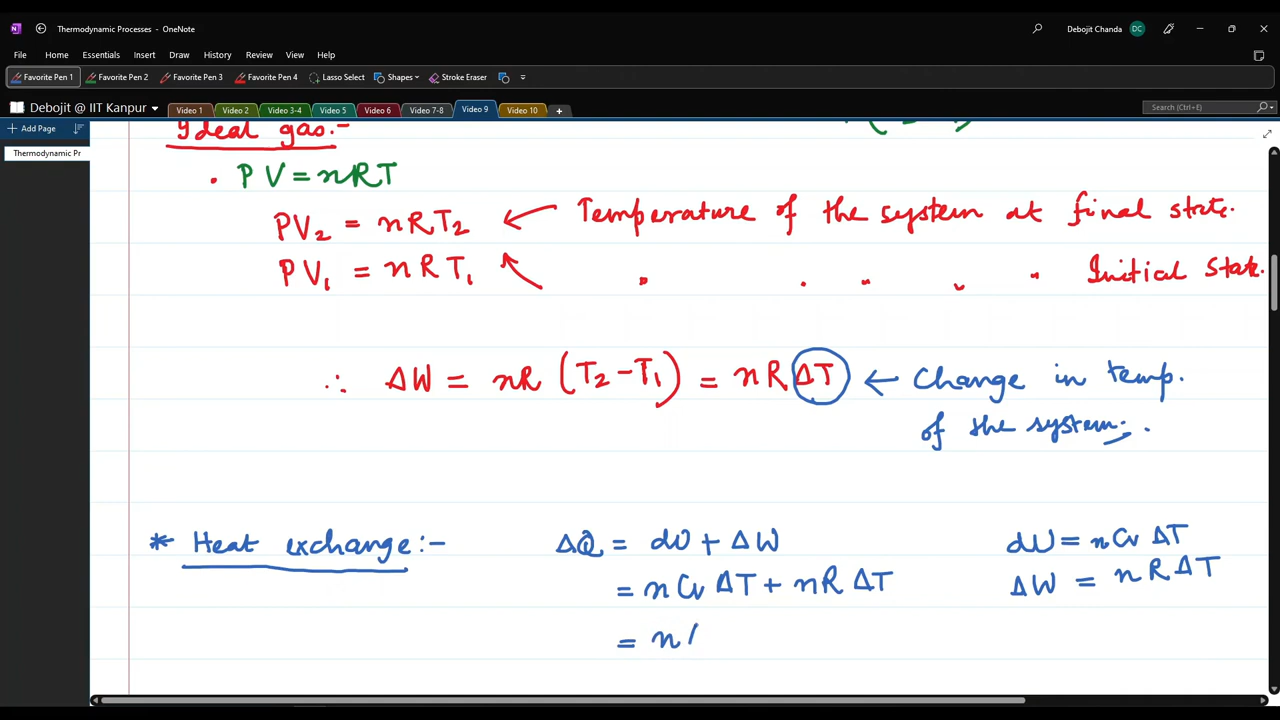 Thermodynamic Processes - OneNote
Debojit Chanda DC
File Home Essentials Insert Draw History Review View Help
Favorite Pen 1 Favorite Pen 2 Favorite Pen 3 Favorite Pen 4 Lasso Select Shapes Stroke Eraser
Debojit @ IIT Kanpur Video 1 Video 2 Video 3-4 Video 5 Video 6 Video 7-8 Video 9 Video 10 + Search (Ctrl+E)
+ Add Page
Thermodynamic Pr
Ideal gas:-
• PV = nRT
PV₂ = nRT₂ ← Temperature of the system at final state.
PV₁ = nRT₁ ↖ " " " " " Initial State.
∴ ΔW = nR (T₂ - T₁) = nRΔT ← Change in temp.
of the system.
* Heat exchange:- ΔQ = dU + ΔW dU = nCv ΔT
= nCv ΔT + nR ΔT ΔW = nRΔT
= n(